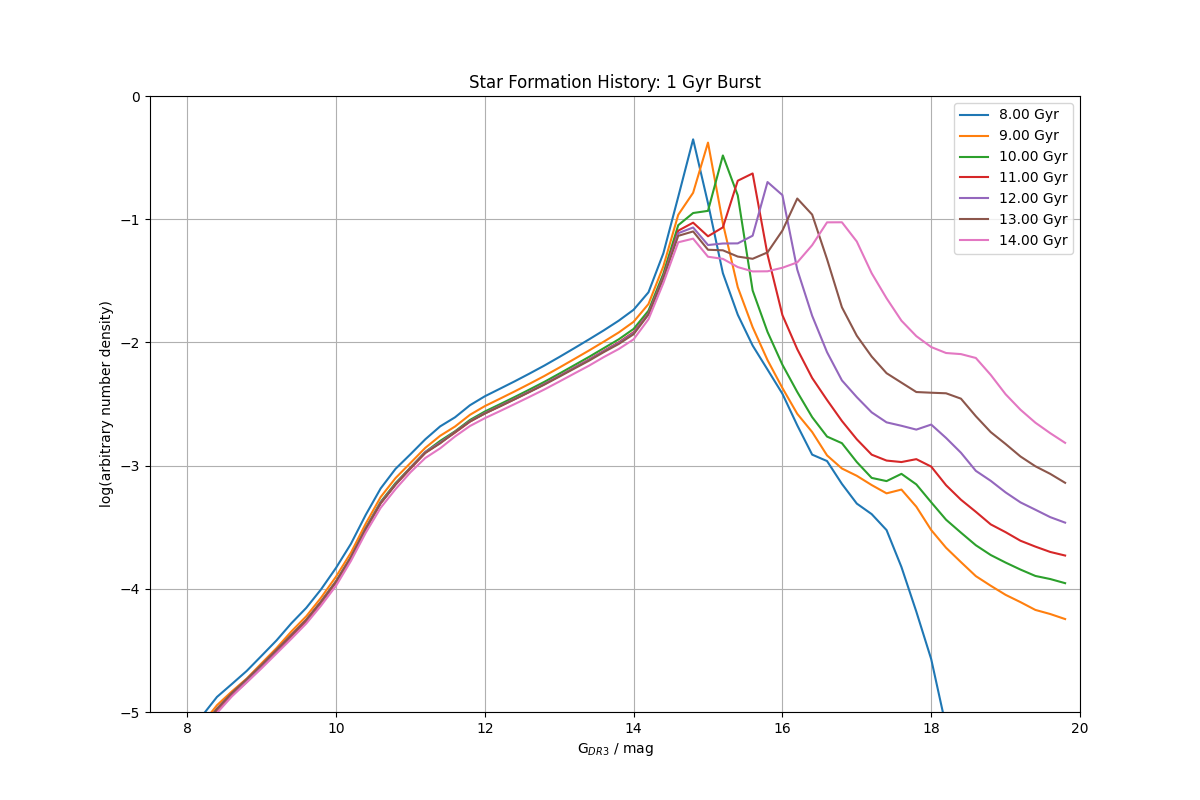 Star Formation History: 1 Gyr Burst
log(arbitrary number density)
0
−1
−2
−3
−4
−5
8
10
12
14
16
18
20
G_DR3 / mag
8.00 Gyr
9.00 Gyr
10.00 Gyr
11.00 Gyr
12.00 Gyr
13.00 Gyr
14.00 Gyr